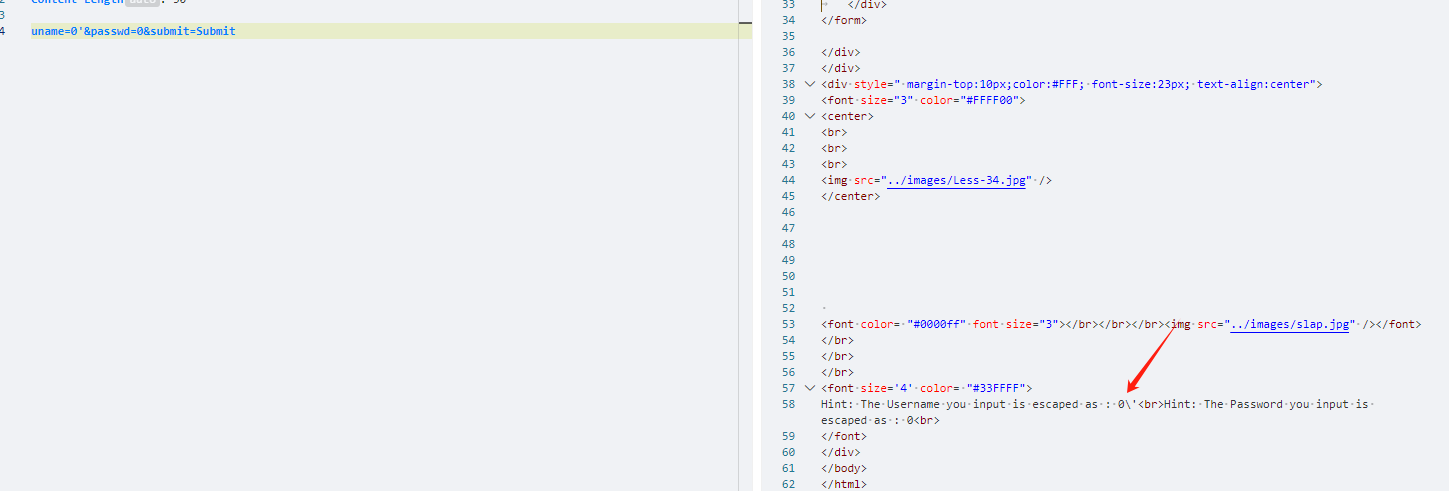 2 Content-Length auto : 30
3
4 uname=0'&passwd=0&submit=Submit
33 </div>
34 </form>
35
36 </div>
37 </div>
38 <div style=" margin-top:10px;color:#FFF; font-size:23px; text-align:center">
39 <font size="3" color="#FFFF00">
40 <center>
41 <br>
42 <br>
43 <br>
44 <img src="../images/Less-34.jpg" />
45 </center>
46
47
48
49
50
51
52
53 <font color= "#0000ff" font size="3"></br></br></br><img src="../images/slap.jpg" /></font>
54 </br>
55 </br>
56 </br>
57 <font size='4' color= "#33FFFF">
58 Hint: The Username you input is escaped as : 0\'<br>Hint: The Password you input is
escaped as : 0<br>
59 </font>
60 </div>
61 </body>
62 </html>